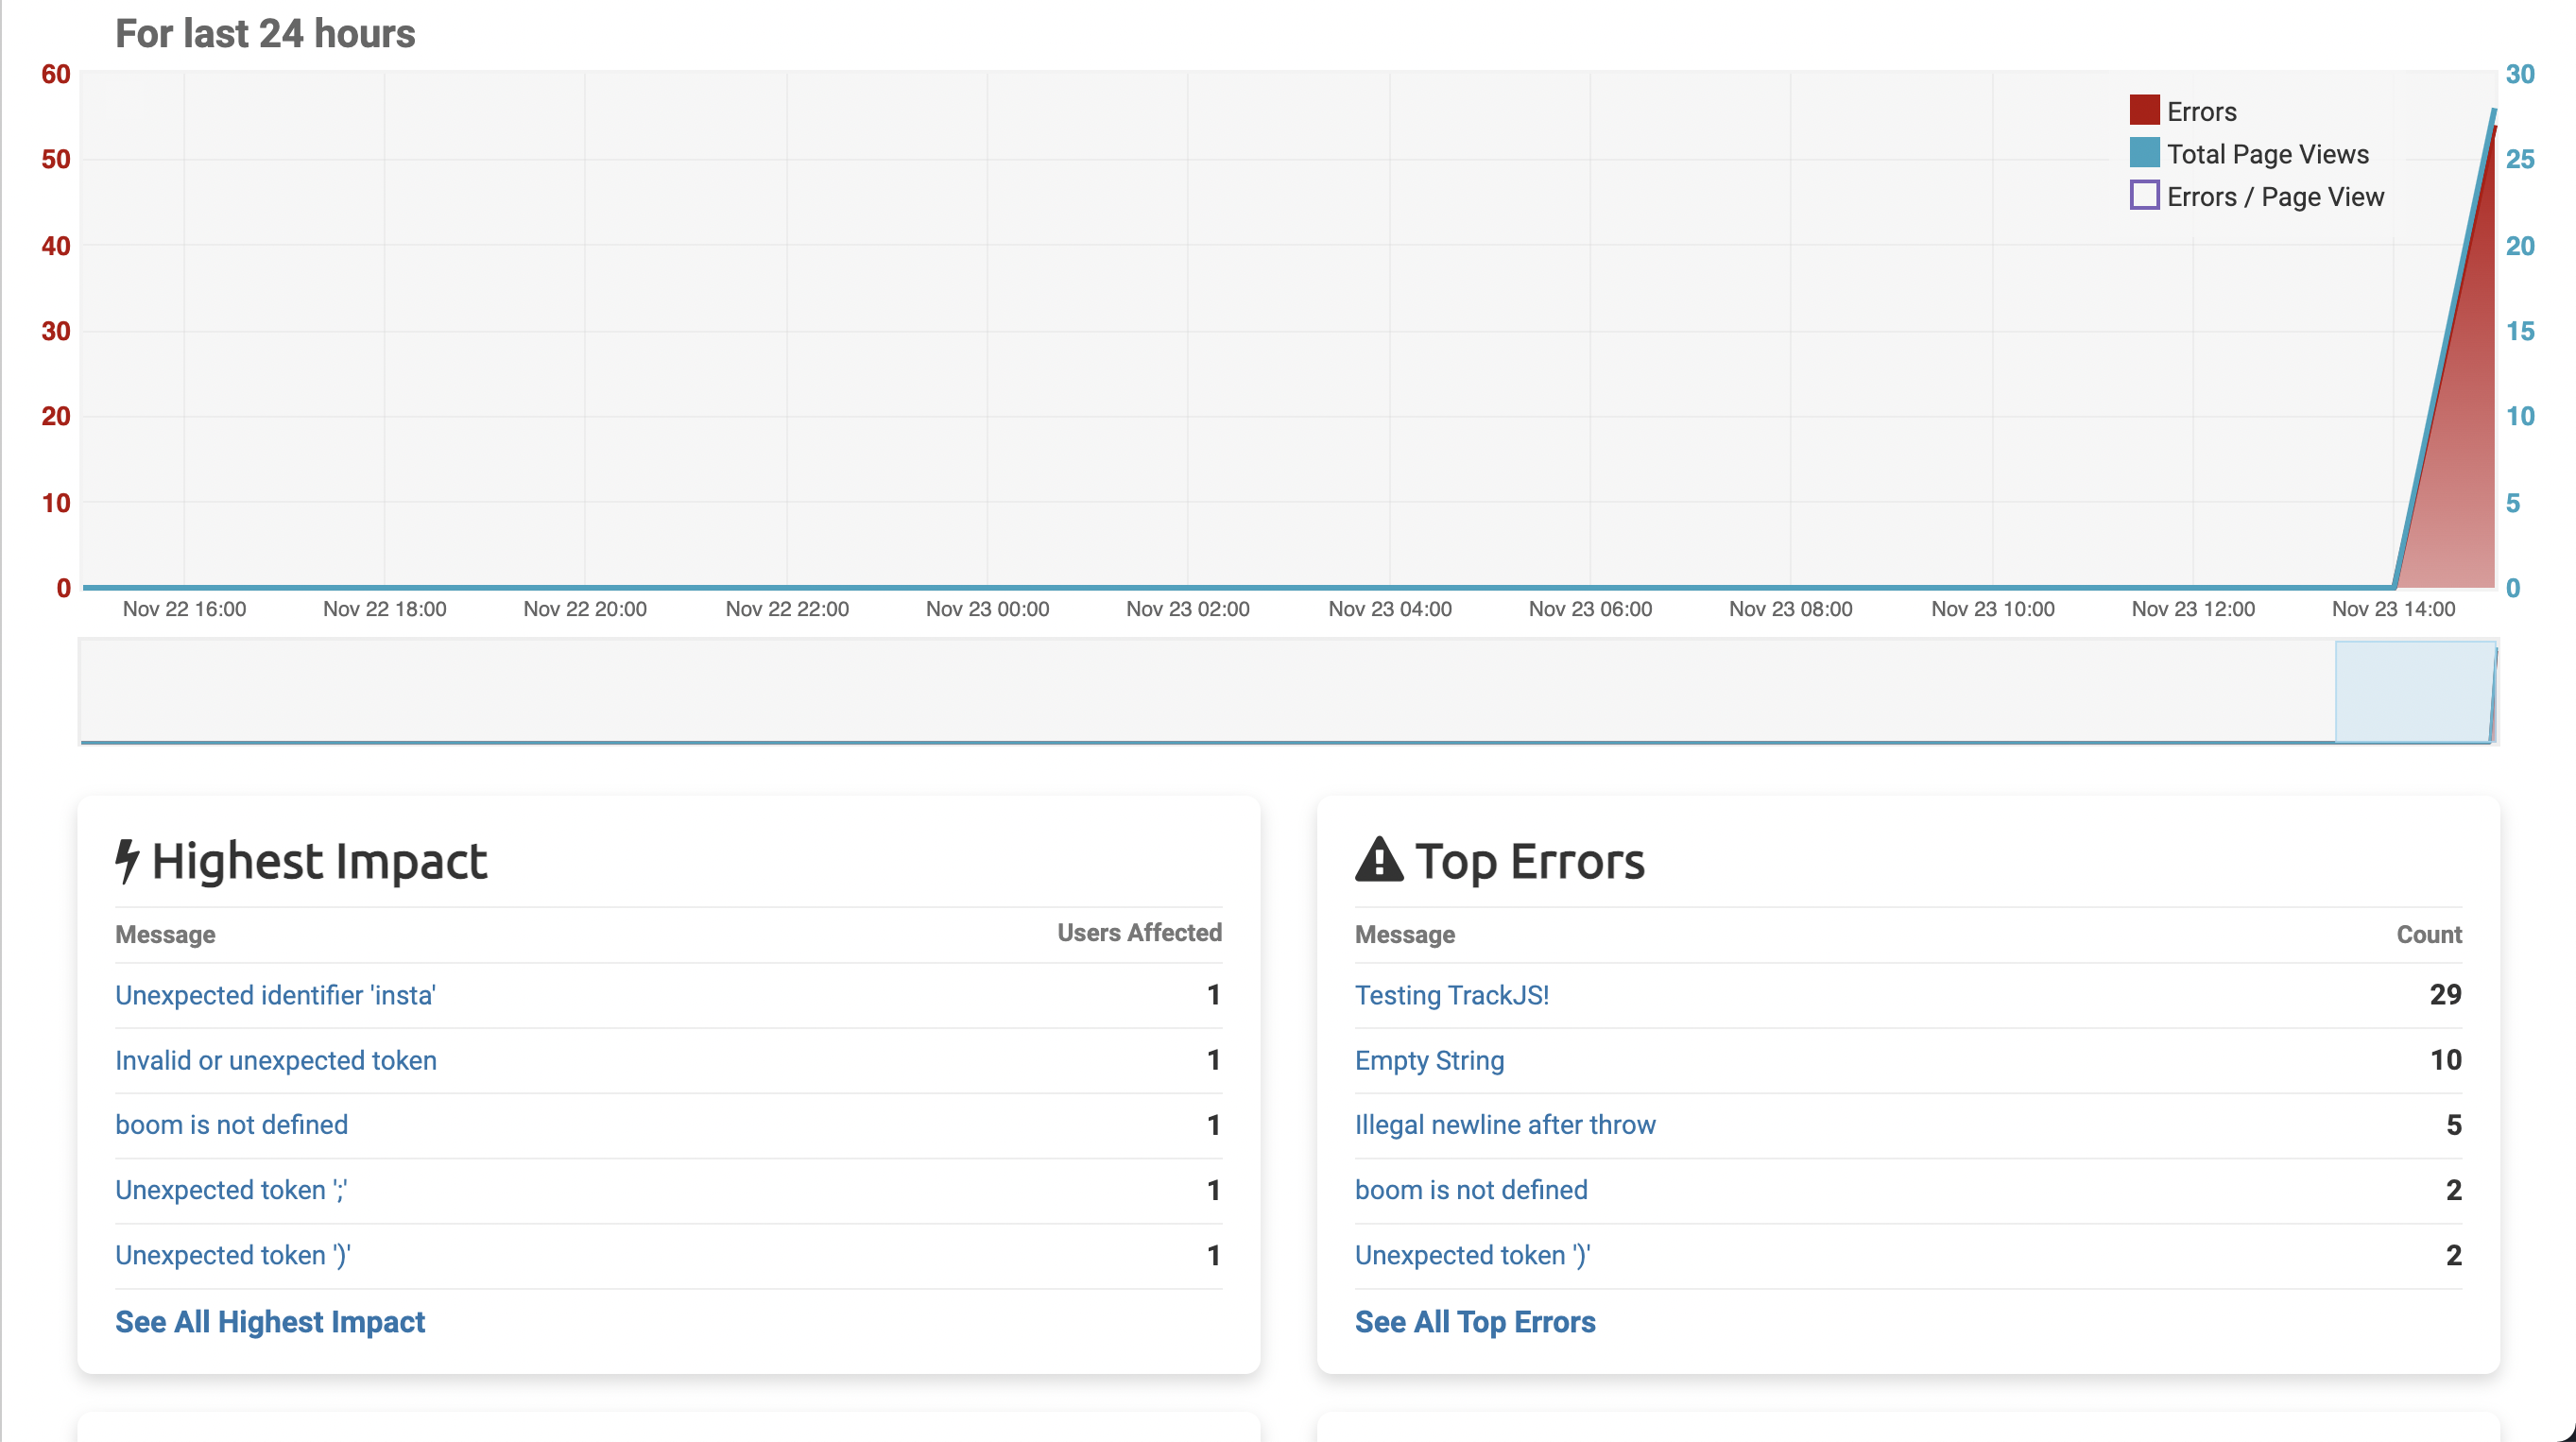 For last 24 hours
60
50
40
30
20
10
0
30
25
20
15
10
5
0
Errors
Total Page Views
Errors / Page View
Nov 22 16:00 Nov 22 18:00 Nov 22 20:00 Nov 22 22:00 Nov 23 00:00 Nov 23 02:00 Nov 23 04:00 Nov 23 06:00 Nov 23 08:00 Nov 23 10:00 Nov 23 12:00 Nov 23 14:00
Highest Impact
Message Users Affected
Unexpected identifier 'insta' 1
Invalid or unexpected token 1
boom is not defined 1
Unexpected token ';' 1
Unexpected token ')' 1
See All Highest Impact
Top Errors
Message Count
Testing TrackJS! 29
Empty String 10
Illegal newline after throw 5
boom is not defined 2
Unexpected token ')' 2
See All Top Errors